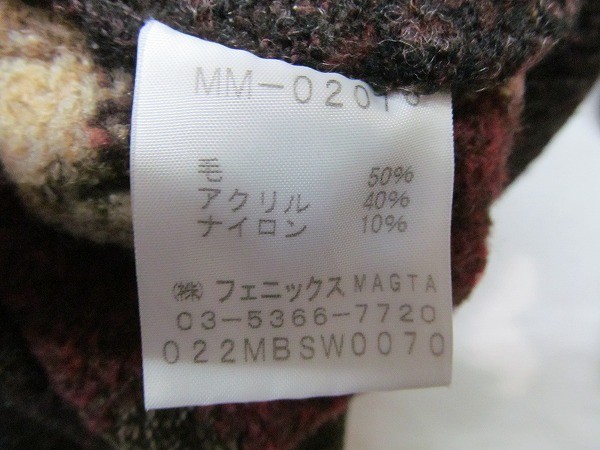 MM-02013
毛 50%
アクリル 40%
ナイロン 10%
㈱ フェニックス MAGTA
03-5366-7720
022MBSW0070